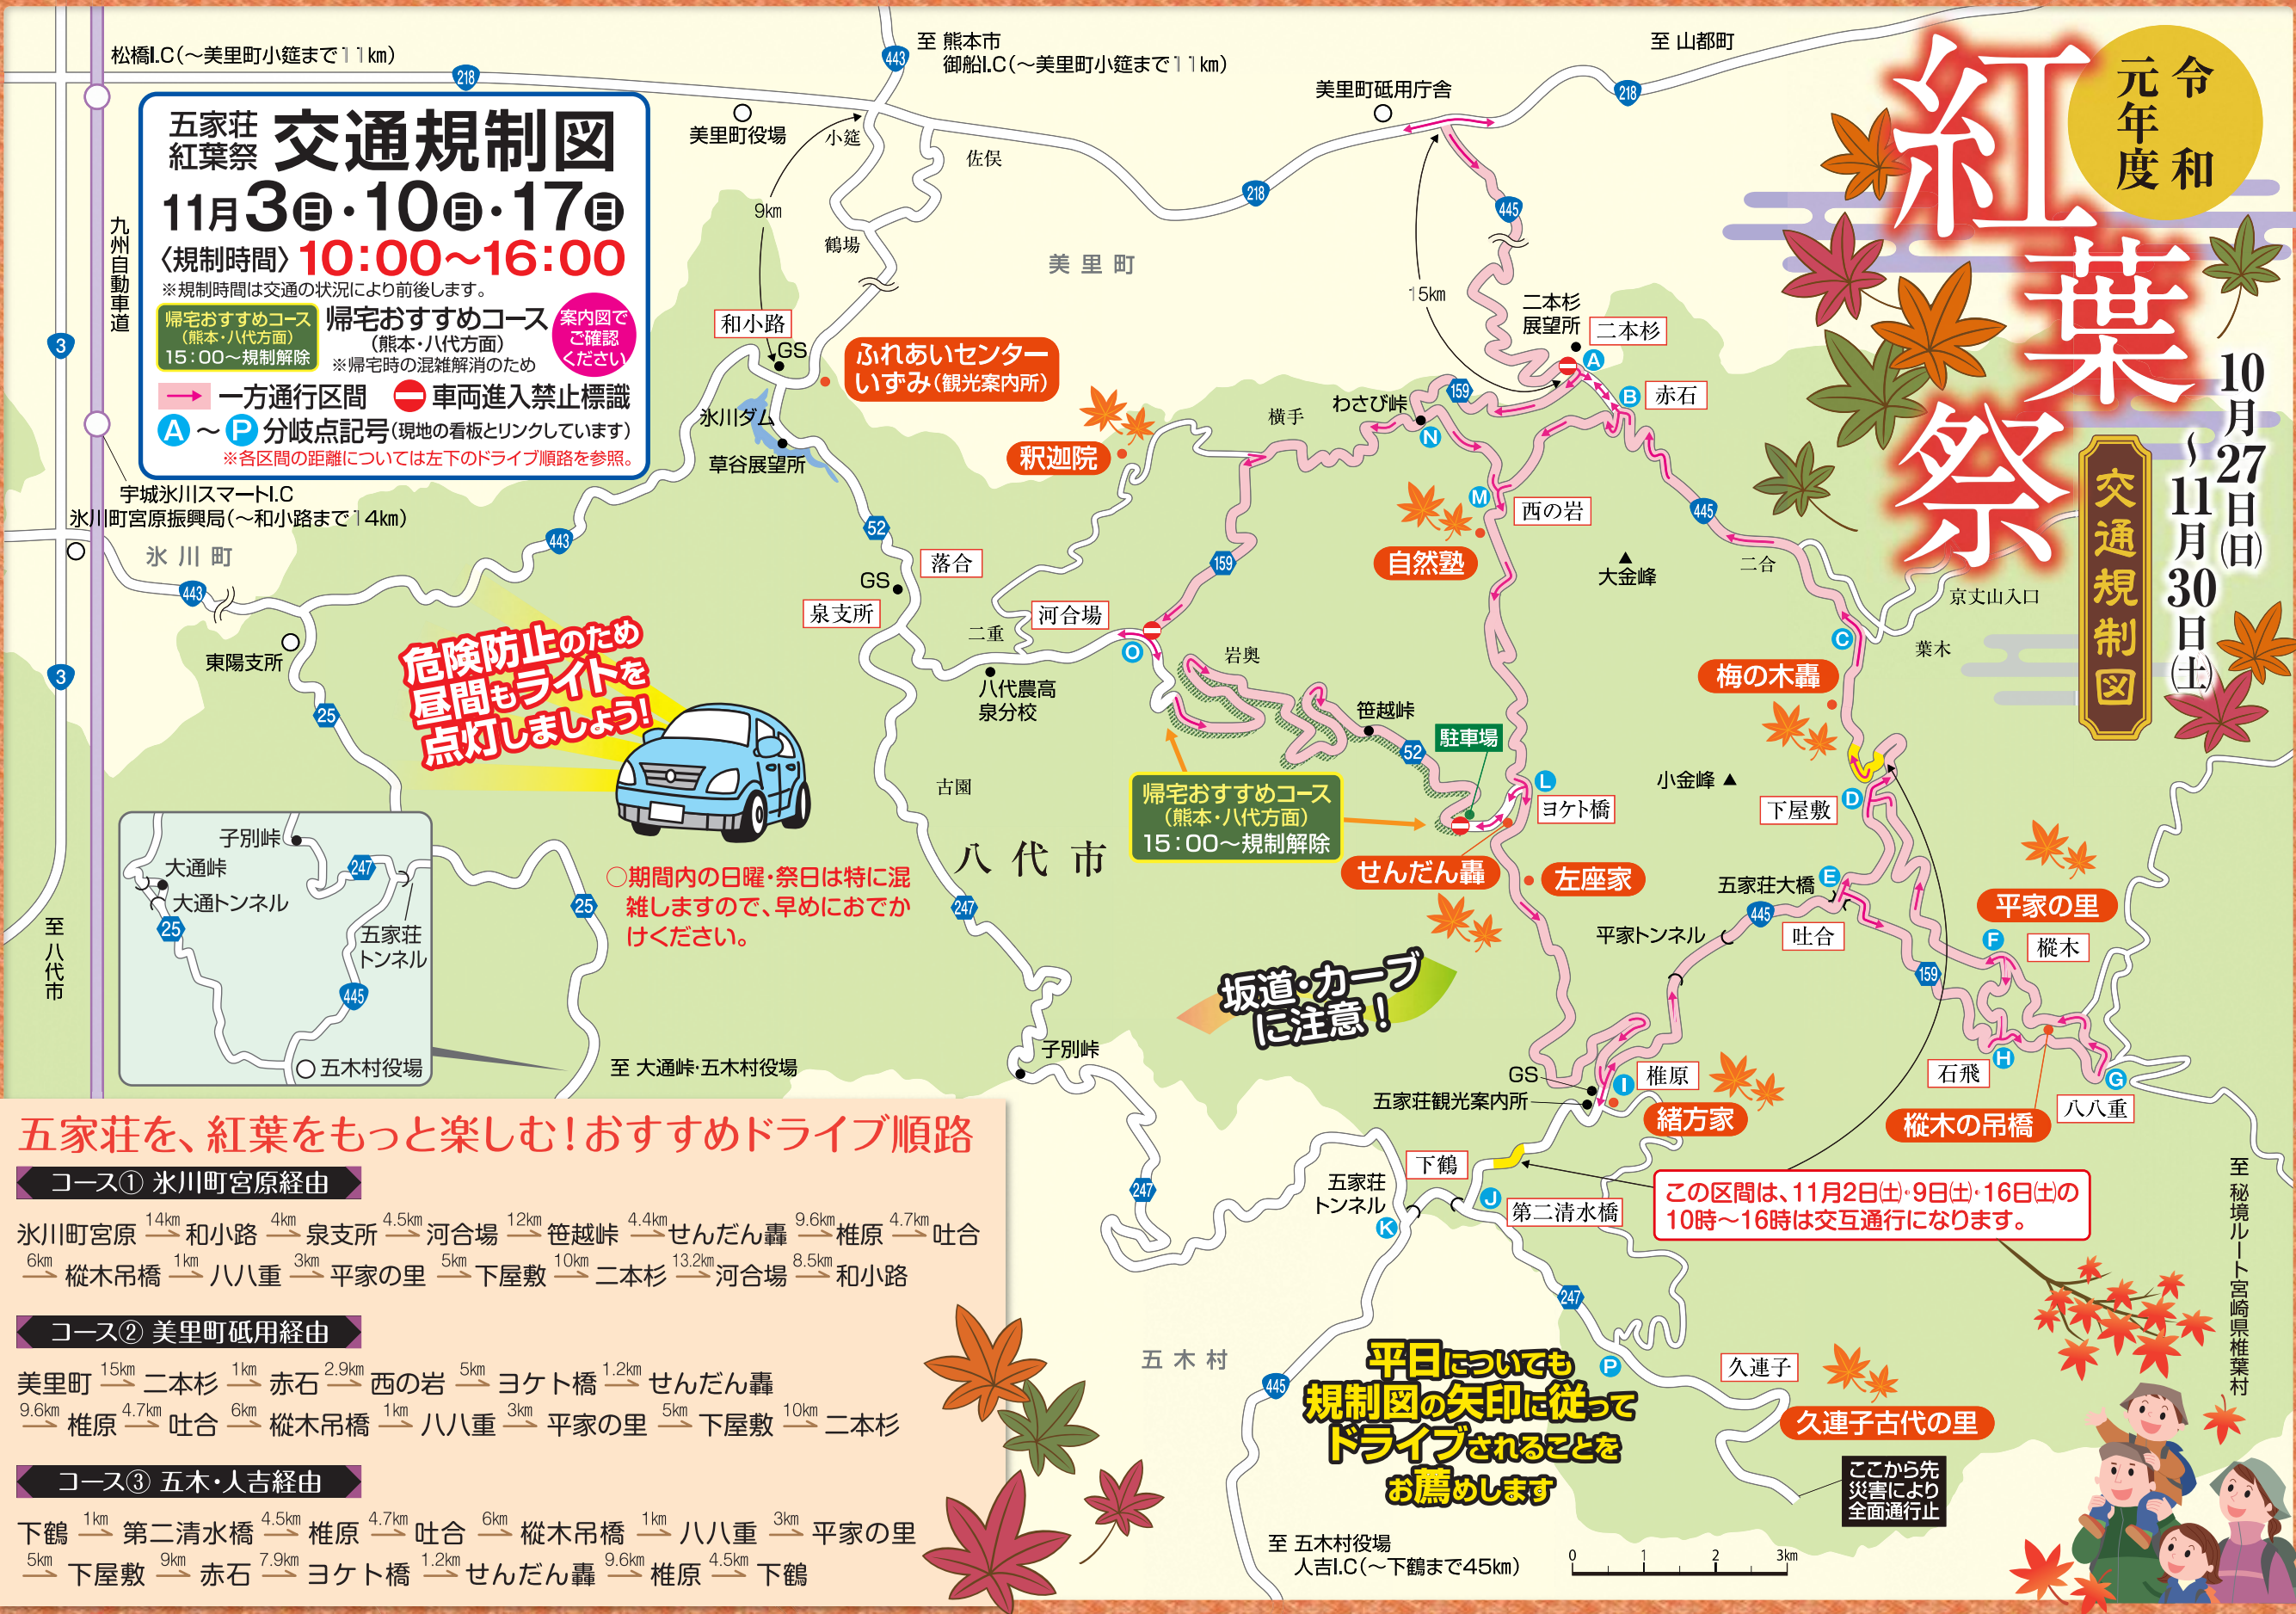 令和
元年度
紅葉祭
10月27日(日)
～11月30日(土)
交通規制図
五家荘
紅葉祭
交通規制図
11月3日・10日・17日
〈規制時間〉10：00～16：00
※規制時間は交通の状況により前後します。
帰宅おすすめコース
(熊本・八代方面)
15：00～規制解除
帰宅おすすめコース
(熊本・八代方面)
※帰宅時の混雑解消のため
案内図で
ご確認
ください
一方通行区間
車両進入禁止標識
A～P 分岐点記号(現地の看板とリンクしています)
※各区間の距離については左下のドライブ順路を参照。
松橋I.C(～美里町小筵まで11km)
218
443
至 熊本市
御船I.C(～美里町小筵まで11km)
至 山都町
美里町砥用庁舎
218
美里町役場
小筵
佐俣
218
445
9km
鶴場
美里町
15km
九州自動車道
3
和小路
GS
ふれあいセンター
いずみ(観光案内所)
二本杉
展望所
二本杉
A
B
赤石
159
わさび峠
N
横手
氷川ダム
草谷展望所
釈迦院
宇城氷川スマートI.C
氷川町宮原振興局(～和小路まで14km)
氷川町
443
443
52
M
西の岩
自然塾
445
大金峰
二合
京丈山入口
葉木
C
落合
GS
泉支所
二重
河合場
159
O
岩奥
八代農高
泉分校
東陽支所
3
25
危険防止のため
昼間もライトを
点灯しましょう!
笹越峠
52
駐車場
L
ヨケト橋
梅の木轟
小金峰
下屋敷
D
古園
八代市
帰宅おすすめコース
(熊本・八代方面)
15：00～規制解除
せんだん轟
左座家
五家荘大橋
E
445
吐合
平家トンネル
平家の里
F
樅木
159
子別峠
大通峠
247
大通トンネル
25
五家荘
トンネル
445
五木村役場
25
○期間内の日曜・祭日は特に混
雑しますので、早めにおでか
けください。
247
至 八代市
坂道・カーブ
に注意！
至 大通峠・五木村役場
子別峠
GS
五家荘観光案内所
I
椎原
緒方家
石飛
H
G
八八重
樅木の吊橋
下鶴
五家荘
トンネル
K
J
第二清水橋
247
この区間は、11月2日(土)・9日(土)・16日(土)の
10時～16時は交互通行になります。
至 秘境ルート宮崎県椎葉村
247
五木村
445
P
久連子
久連子古代の里
ここから先
災害により
全面通行止
平日についても
規制図の矢印に従って
ドライブされることを
お薦めします
至 五木村役場
人吉I.C(～下鶴まで45km)
0 1 2 3km
五家荘を、紅葉をもっと楽しむ！おすすめドライブ順路
コース① 氷川町宮原経由
氷川町宮原 14km 和小路 4km 泉支所 4.5km 河合場 12km 笹越峠 4.4km せんだん轟 9.6km 椎原 4.7km 吐合
6km 樅木吊橋 1km 八八重 3km 平家の里 5km 下屋敷 10km 二本杉 13.2km 河合場 8.5km 和小路
コース② 美里町砥用経由
美里町 15km 二本杉 1km 赤石 2.9km 西の岩 5km ヨケト橋 1.2km せんだん轟
9.6km 椎原 4.7km 吐合 6km 樅木吊橋 1km 八八重 3km 平家の里 5km 下屋敷 10km 二本杉
コース③ 五木・人吉経由
下鶴 1km 第二清水橋 4.5km 椎原 4.7km 吐合 6km 樅木吊橋 1km 八八重 3km 平家の里
5km 下屋敷 9km 赤石 7.9km ヨケト橋 1.2km せんだん轟 9.6km 椎原 4.5km 下鶴